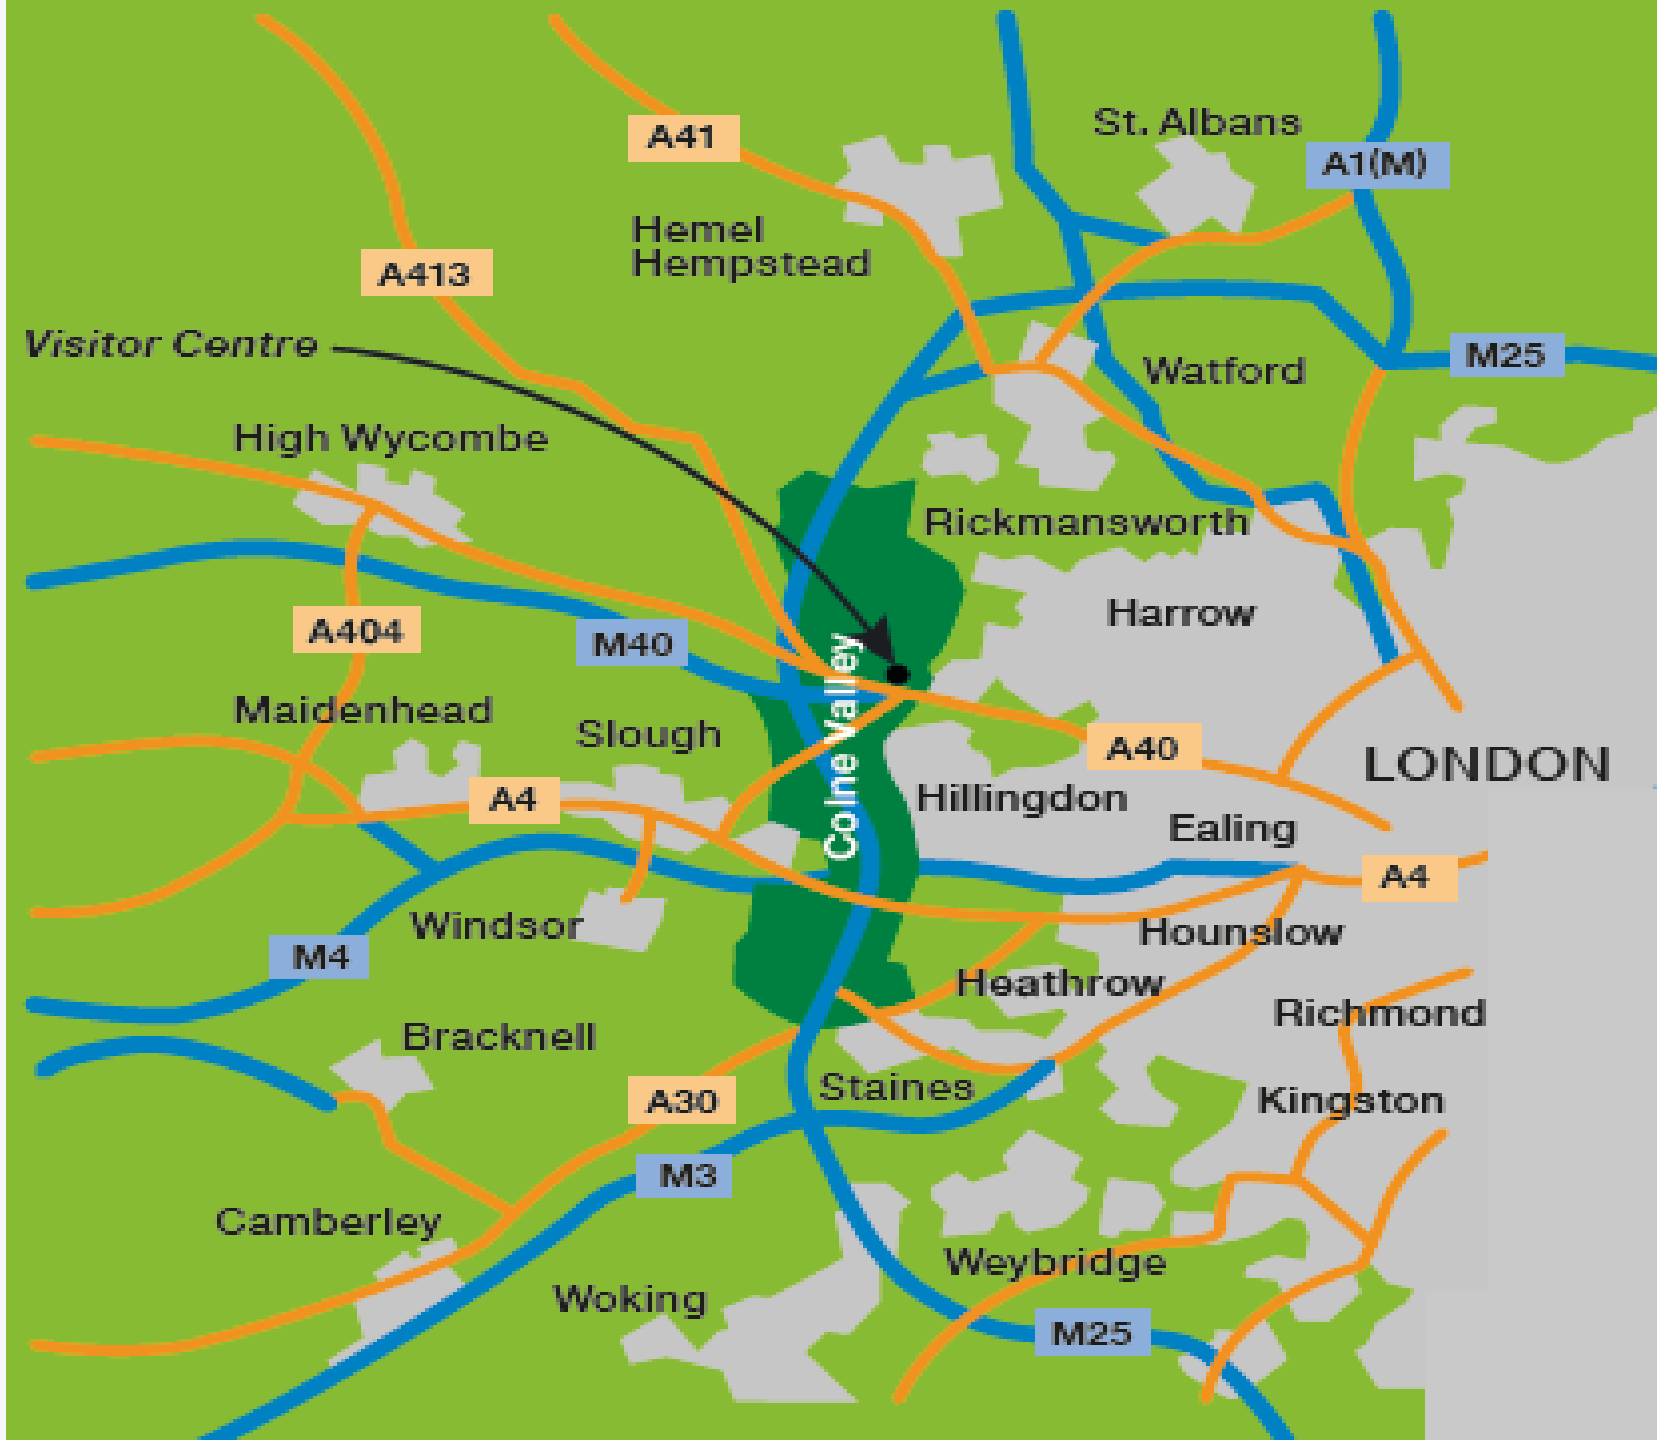 St. Albans
A41
A1(M)
Hemel
Hempstead
A413
Visitor Centre
M25
Watford
High Wycombe
Rickmansworth
Harrow
A404
M40
Maidenhead
Slough
Colne Valley
A40
LONDON
A4
Hillingdon
Ealing
A4
Windsor
Hounslow
M4
Heathrow
Richmond
Bracknell
Staines
A30
Kingston
M3
Camberley
Weybridge
Woking
M25